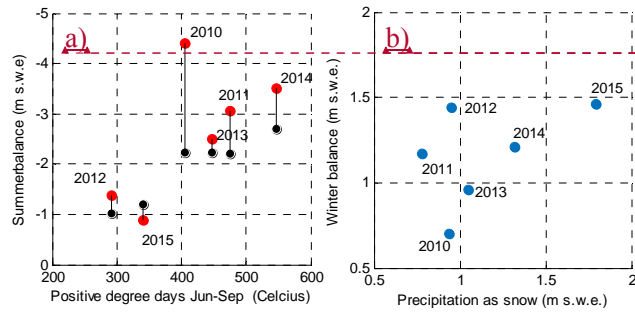 a)
b)
Summerbalance (m s.w.e)
-5
-4
-3
-2
-1
0
2010
2014
2011
2013
2012
2015
200 300 400 500 600
Positive degree days Jun-Sep (Celcius)
Winter balance (m s.w.e.)
2
1.5
1
0.5
2015
2012
2014
2011
2013
2010
0.5 1 1.5 2
Precipitation as snow (m s.w.e.)